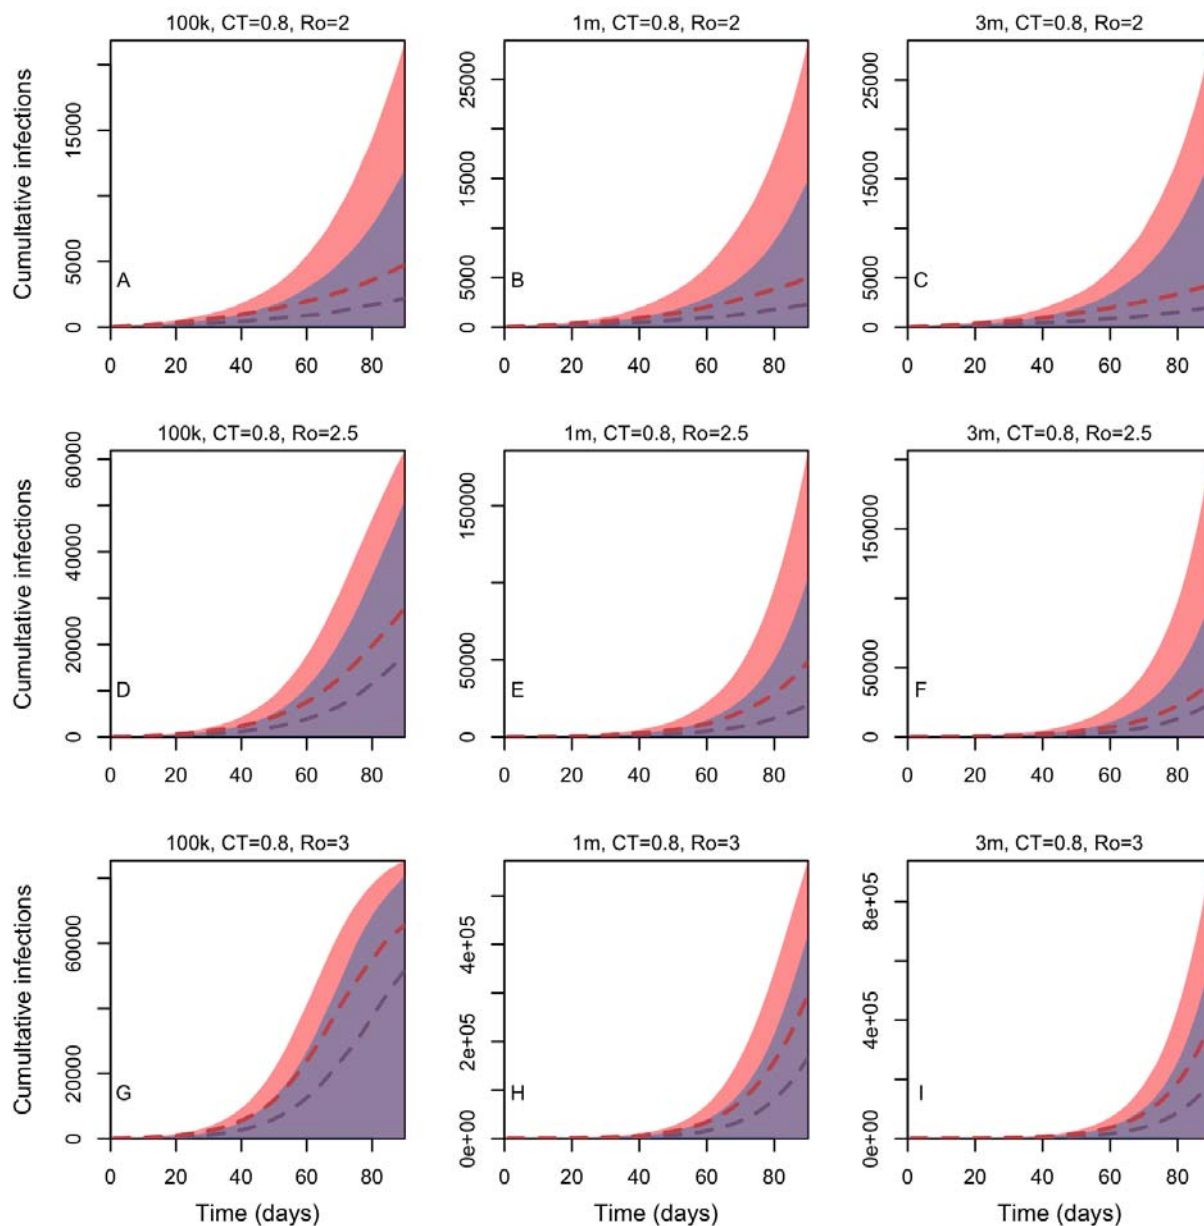 100k, CT=0.8, Ro=2
1m, CT=0.8, Ro=2
3m, CT=0.8, Ro=2
Cumultative infections
15000
5000
0
A
0 20 40 60 80
25000
15000
5000
0
B
0 20 40 60 80
25000
15000
5000
0
C
0 20 40 60 80
100k, CT=0.8, Ro=2.5
1m, CT=0.8, Ro=2.5
3m, CT=0.8, Ro=2.5
Cumultative infections
60000
40000
20000
0
D
0 20 40 60 80
150000
50000
0
E
0 20 40 60 80
150000
50000
0
F
0 20 40 60 80
100k, CT=0.8, Ro=3
1m, CT=0.8, Ro=3
3m, CT=0.8, Ro=3
Cumultative infections
60000
20000
0
G
0 20 40 60 80
Time (days)
4e+05
2e+05
0e+00
H
0 20 40 60 80
Time (days)
8e+05
4e+05
0e+00
I
0 20 40 60 80
Time (days)